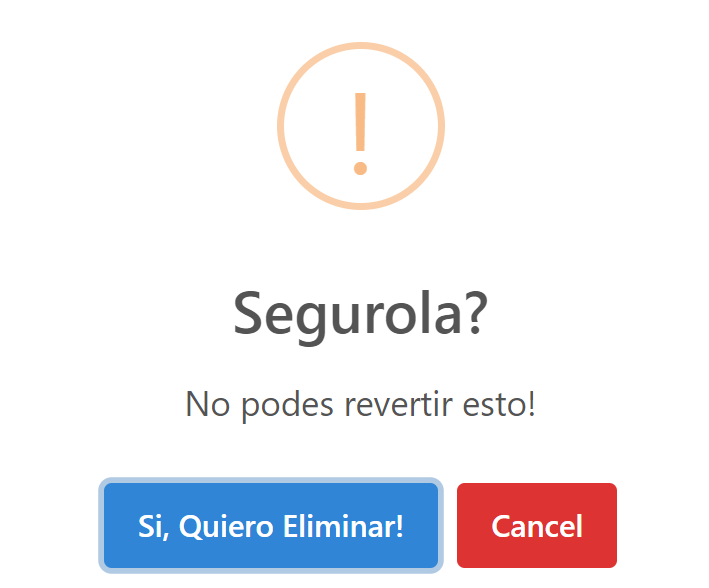 !
Segurola?
No podes revertir esto!
Si, Quiero Eliminar!
Cancel